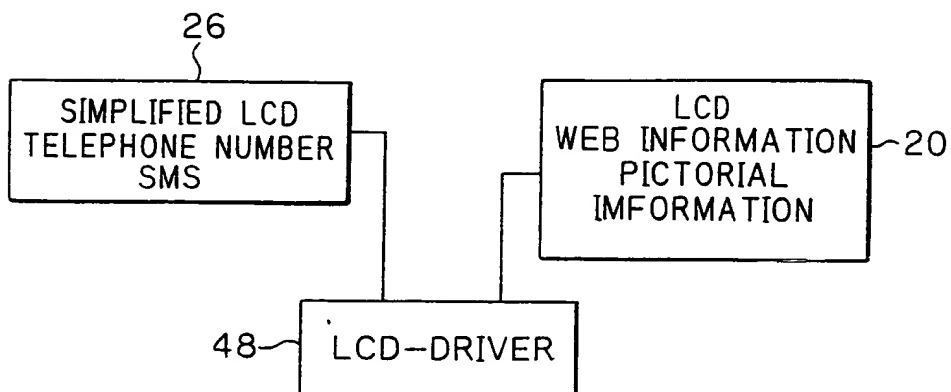 26
SIMPLIFIED LCD
TELEPHONE NUMBER
SMS
LCD
WEB INFORMATION
PICTORIAL
IMFORMATION
20
48
LCD-DRIVER